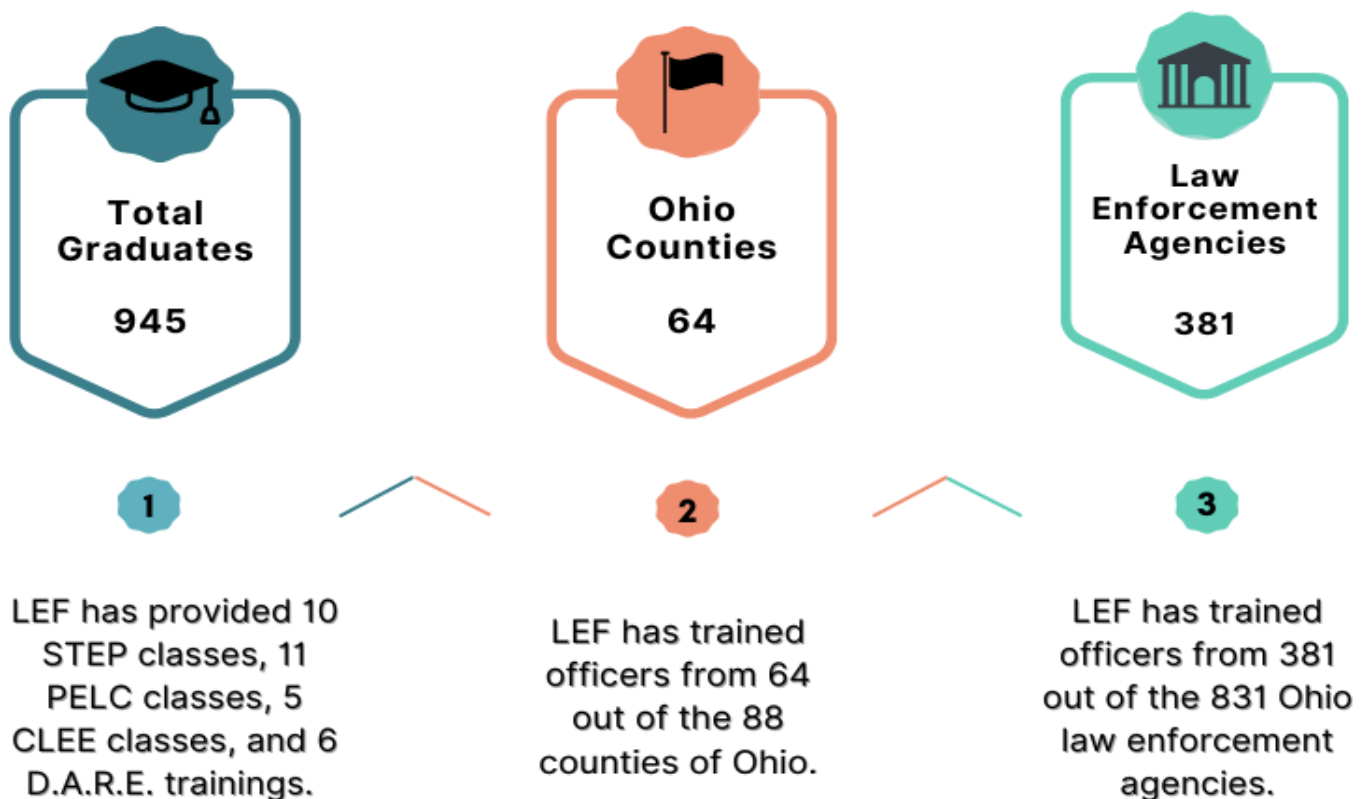 Total
Graduates
945
Ohio
Counties
64
Law
Enforcement
Agencies
381
1
LEF has provided 10
STEP classes, 11
PELC classes, 5
CLEE classes, and 6
D.A.R.E. trainings.
2
LEF has trained
officers from 64
out of the 88
counties of Ohio.
3
LEF has trained
officers from 381
out of the 831 Ohio
law enforcement
agencies.